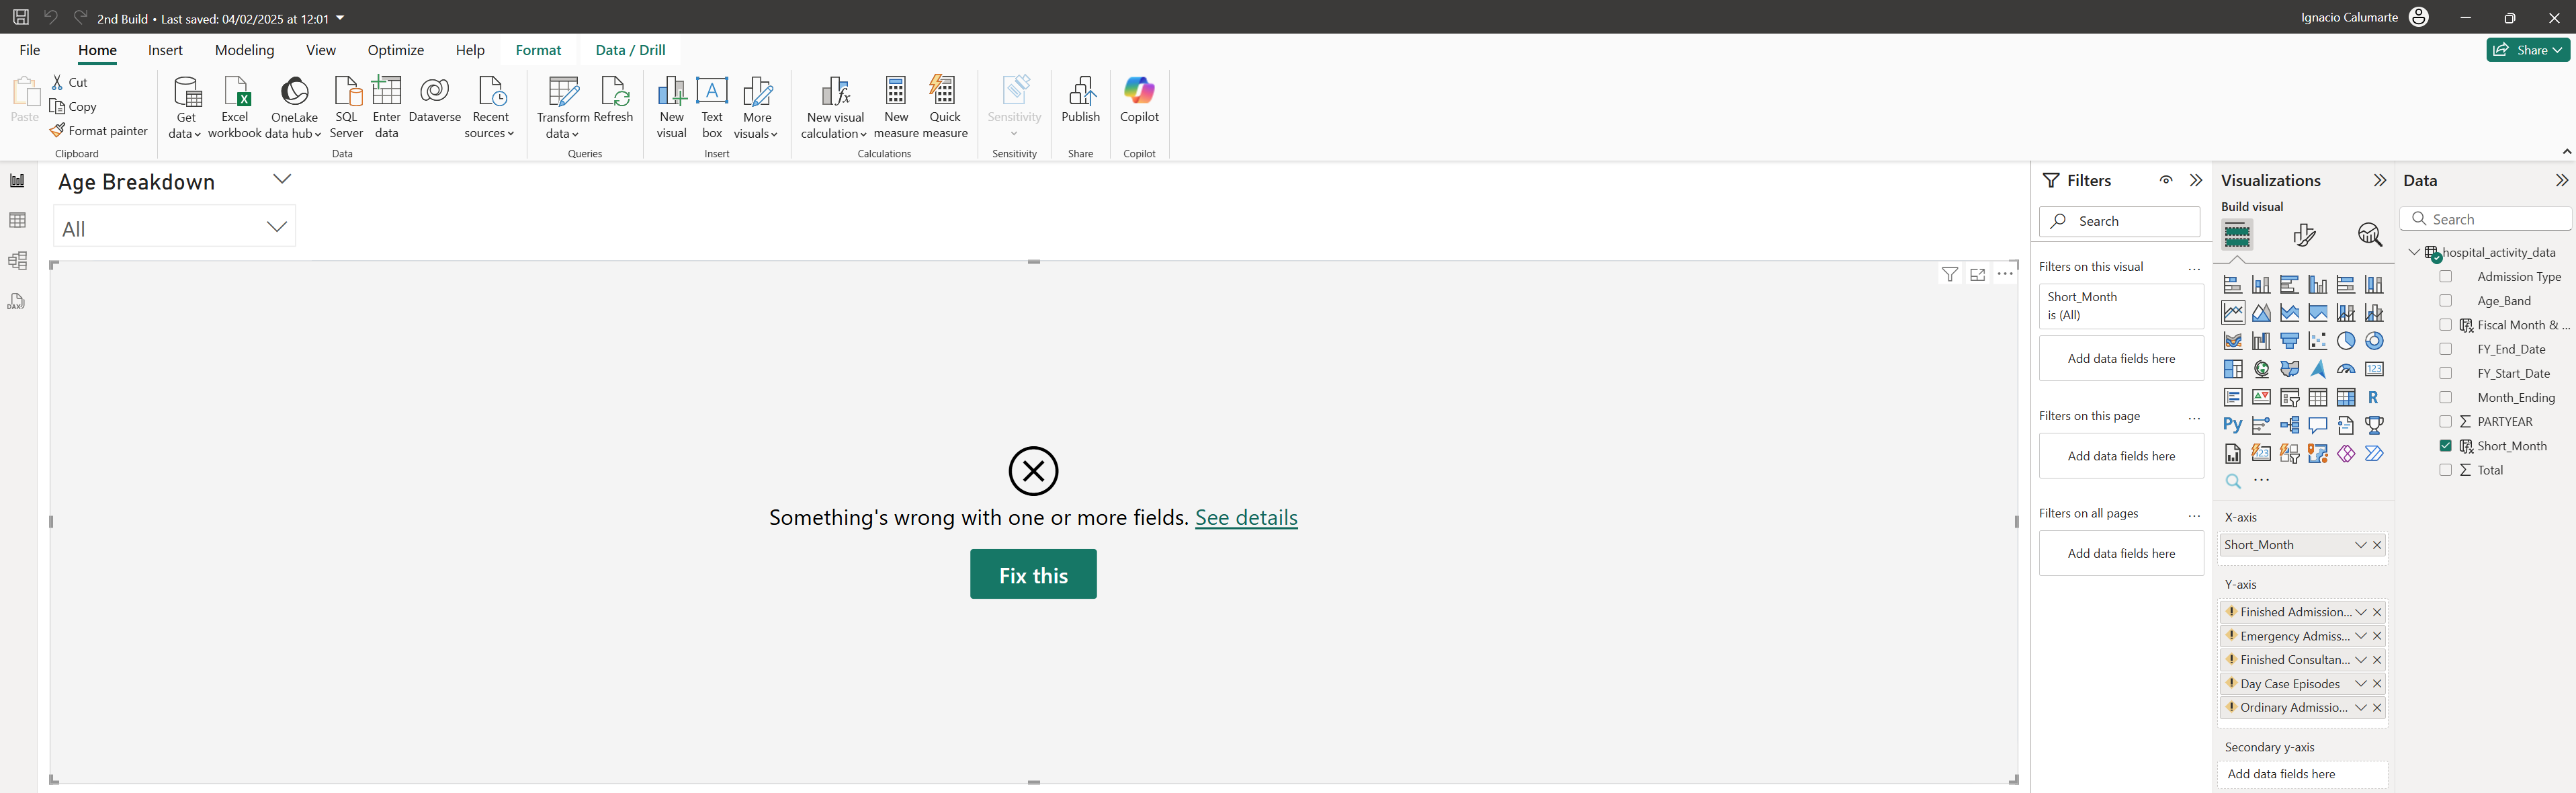 2nd Build • Last saved: 04/02/2025 at 12:01
Ignacio Calumarte
File Home Insert Modeling View Optimize Help Format Data / Drill
Share
Paste
Cut
Copy
Format painter
Clipboard
Get data
Excel workbook
OneLake data hub
SQL Server
Enter data
Dataverse
Recent sources
Data
Transform data
Refresh
Queries
New visual
Text box
More visuals
Insert
New visual calculation
New measure
Quick measure
Calculations
Sensitivity
Sensitivity
Publish
Share
Copilot
Copilot
DAX
Age Breakdown
All
Something's wrong with one or more fields. See details
Fix this
Filters
Search
Filters on this visual ...
Short_Month
is (All)
Add data fields here
Filters on this page ...
Add data fields here
Filters on all pages ...
Add data fields here
Visualizations
Build visual
123
R
Py
123
...
X-axis
Short_Month
Y-axis
Finished Admission...
Emergency Admiss...
Finished Consultan...
Day Case Episodes
Ordinary Admissio...
Secondary y-axis
Add data fields here
Data
Search
hospital_activity_data
Admission Type
Age_Band
Fiscal Month & ...
FY_End_Date
FY_Start_Date
Month_Ending
PARTYEAR
Short_Month
Total